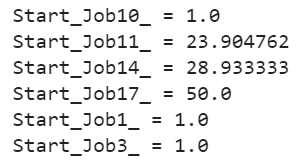 Start_Job10_ = 1.0
Start_Job11_ = 23.904762
Start_Job14_ = 28.933333
Start_Job17_ = 50.0
Start_Job1_ = 1.0
Start_Job3_ = 1.0